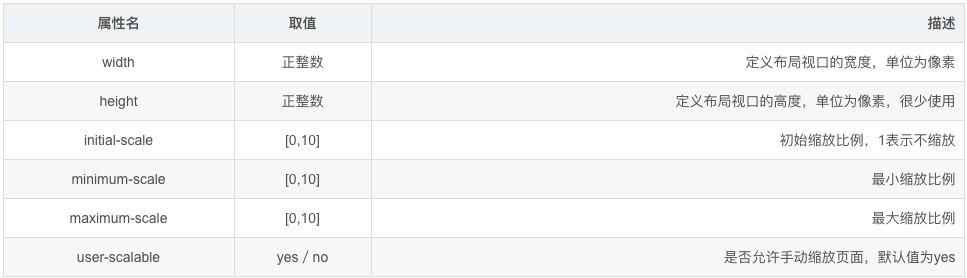 属性名 取值 描述
width 正整数 定义布局视口的宽度，单位为像素
height 正整数 定义布局视口的高度，单位为像素，很少使用
initial-scale [0,10] 初始缩放比例，1表示不缩放
minimum-scale [0,10] 最小缩放比例
maximum-scale [0,10] 最大缩放比例
user-scalable yes / no 是否允许手动缩放页面，默认值为yes